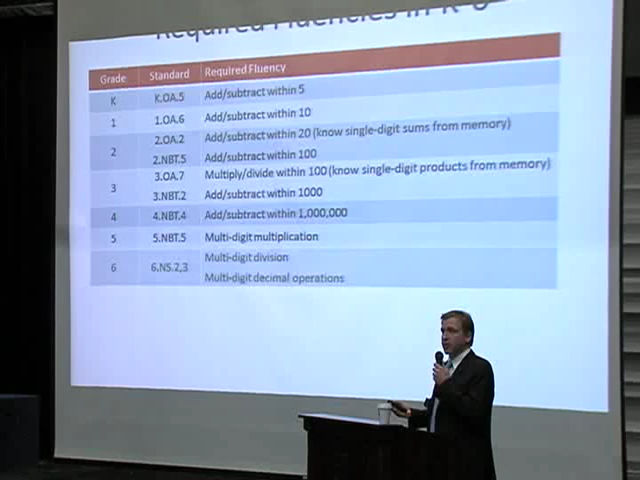 Required Fluencies in K-6
Grade Standard Required Fluency
K K.OA.5 Add/subtract within 5
1 1.OA.6 Add/subtract within 10
2 2.OA.2 Add/subtract within 20 (know single-digit sums from memory)
2.NBT.5 Add/subtract within 100
3 3.OA.7 Multiply/divide within 100 (know single-digit products from memory)
3.NBT.2 Add/subtract within 1000
4 4.NBT.4 Add/subtract within 1,000,000
5 5.NBT.5 Multi-digit multiplication
6 6.NS.2,3 Multi-digit division
Multi-digit decimal operations